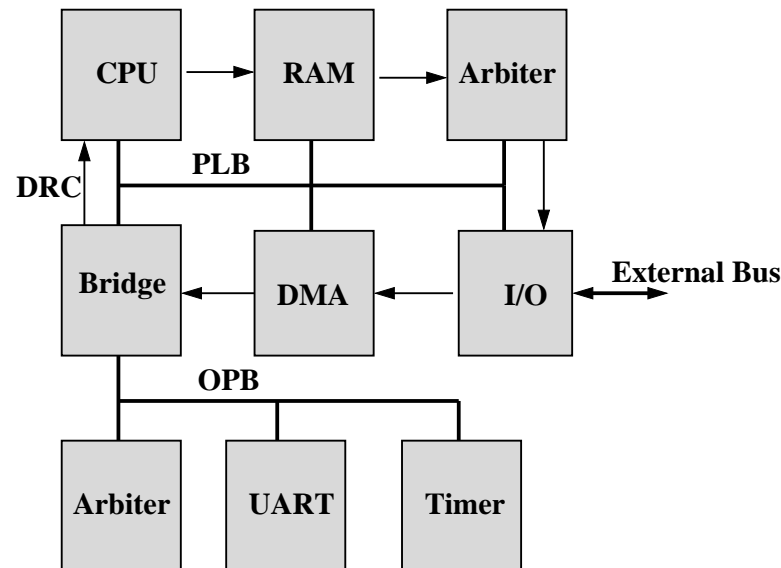 CPU
RAM
Arbiter
PLB
DRC
Bridge
DMA
I/O
External Bus
OPB
Arbiter
UART
Timer